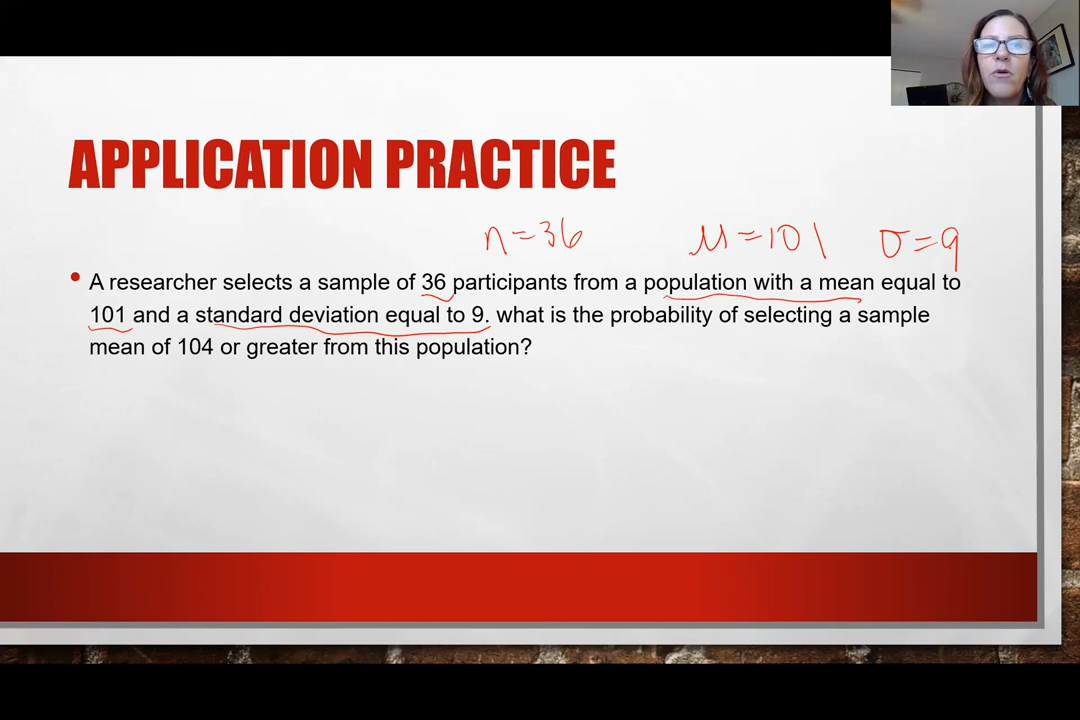 APPLICATION PRACTICE
n=36 μ=101 σ=9
• A researcher selects a sample of 36 participants from a population with a mean equal to
101 and a standard deviation equal to 9. what is the probability of selecting a sample
mean of 104 or greater from this population?